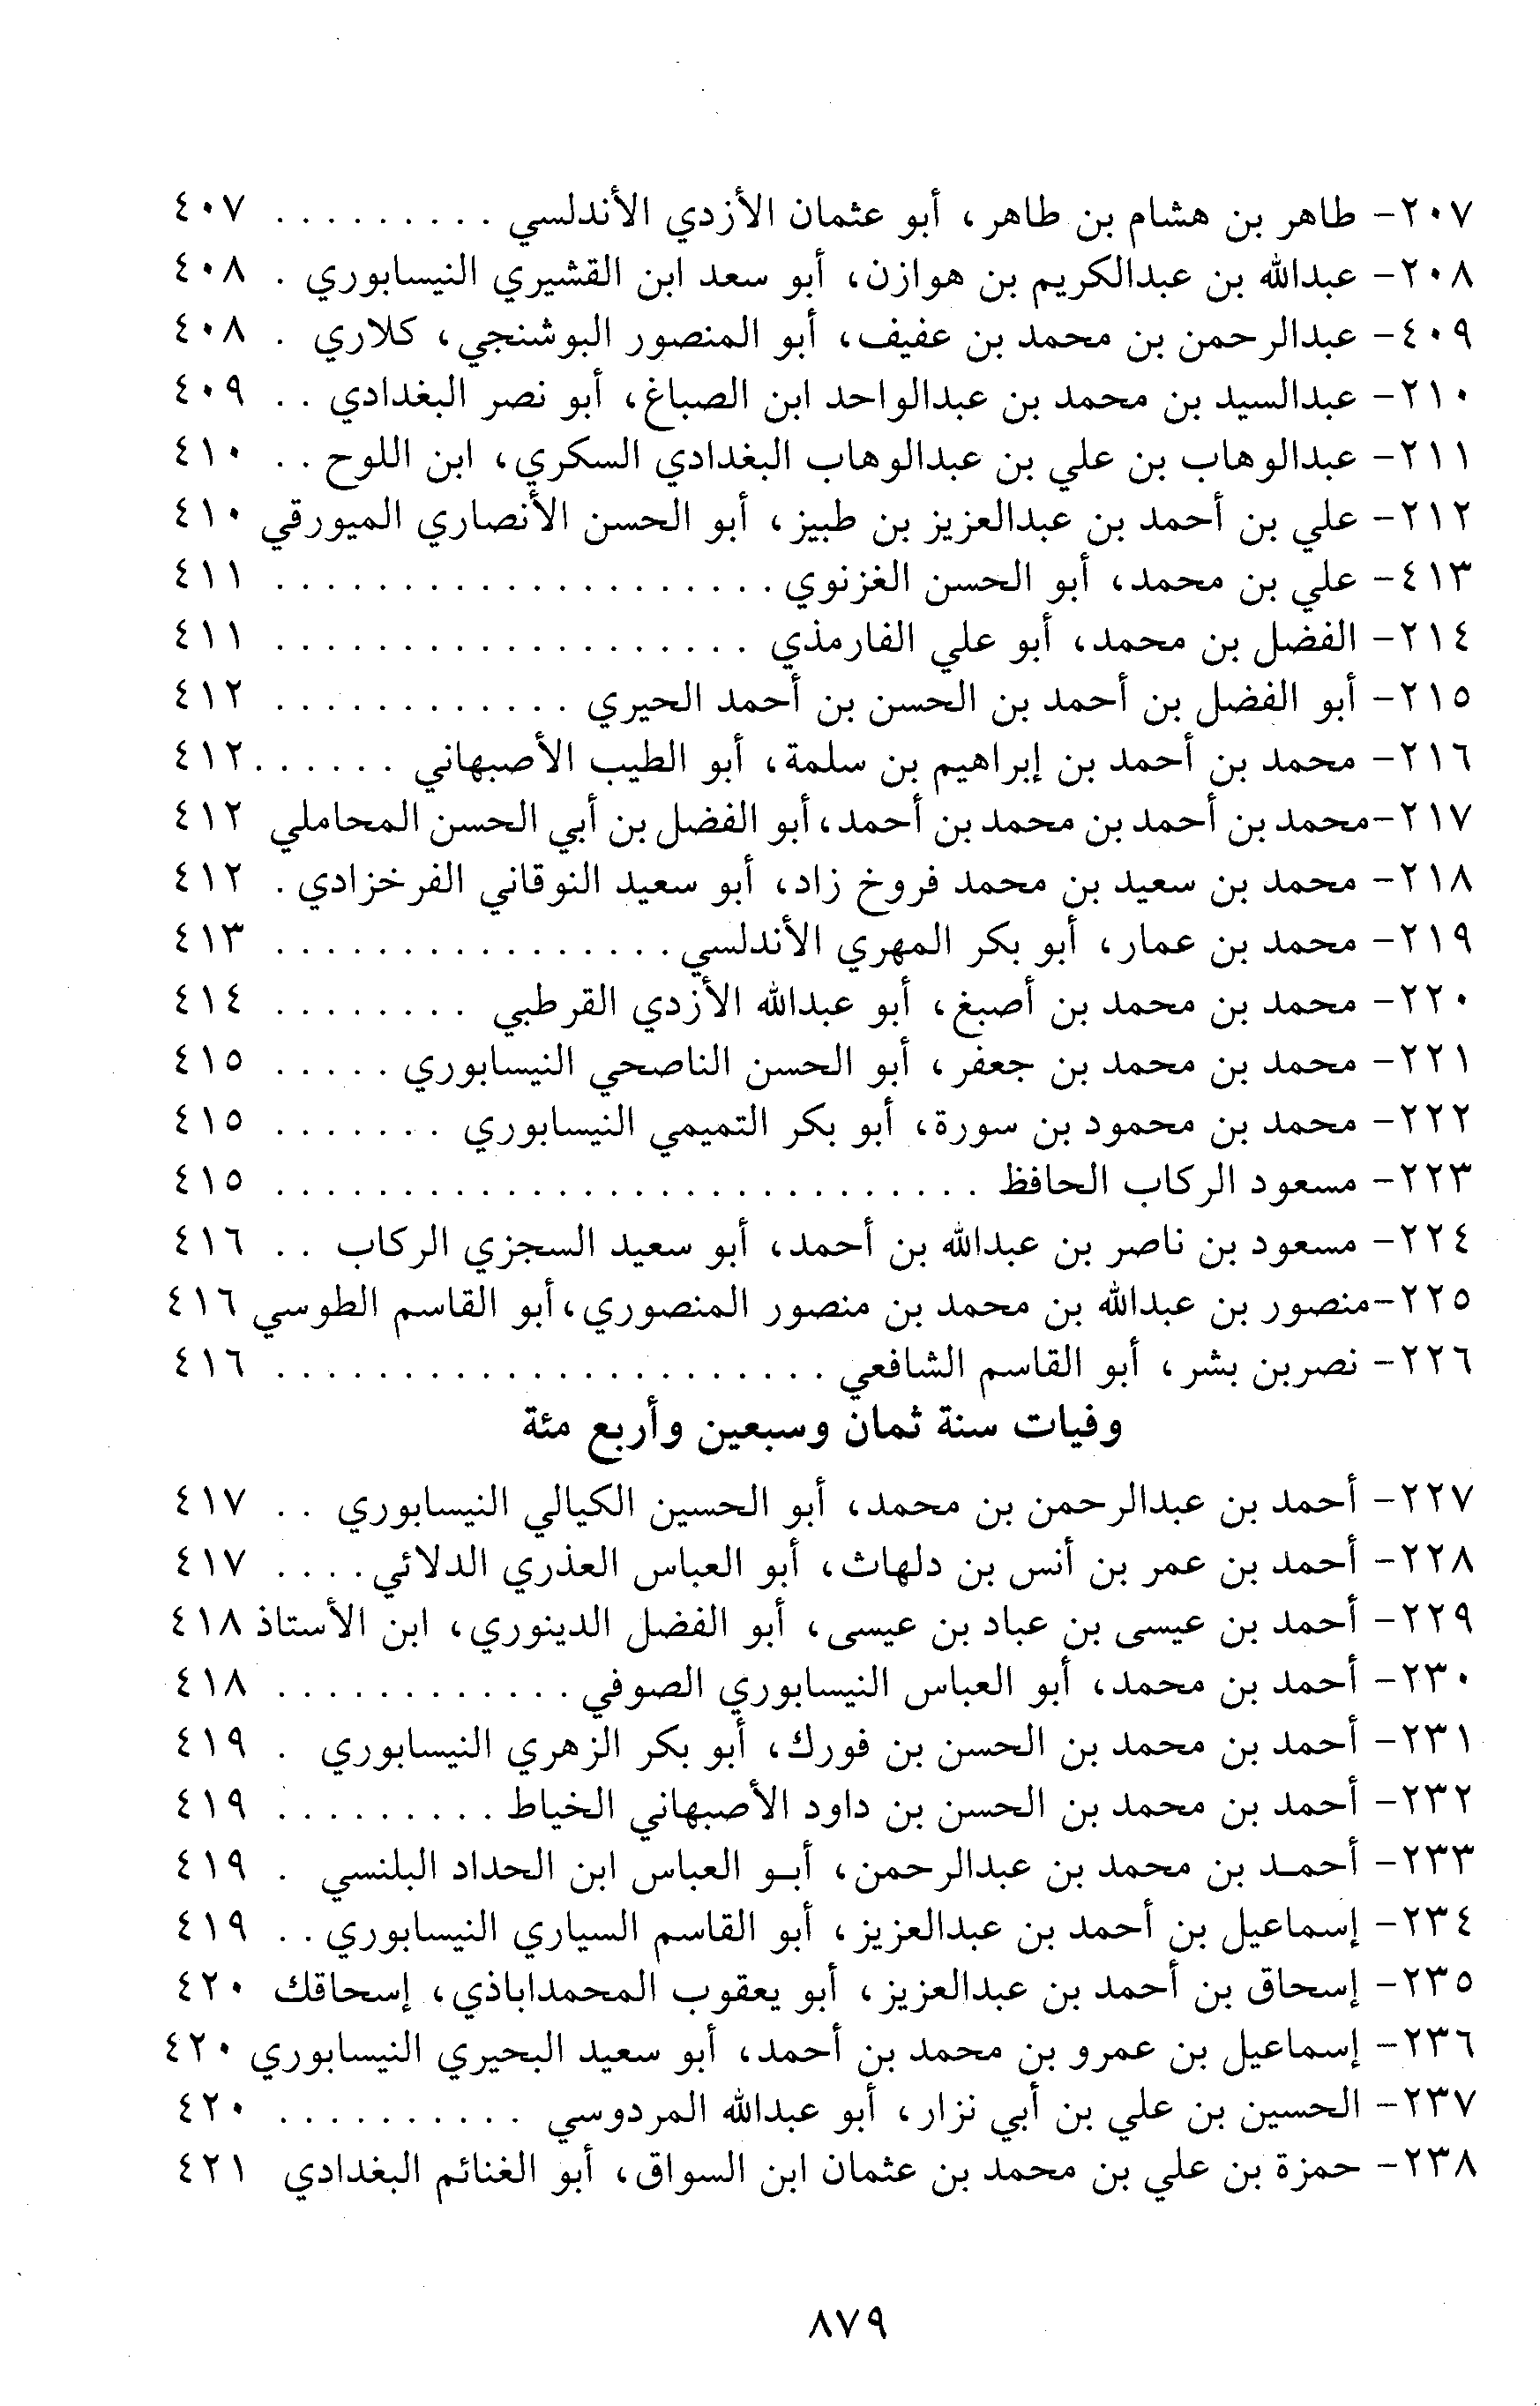 ٢٠٧- طاهر بن هشام بن طاهر، أبو عثمان الأزدي الأندلسي . . . . . . . . . ٤٠٧
٢٠٨- عبدالله بن عبدالكريم بن هوازن، أبو سعد ابن القشيري النيسابوري . ٤٠٨
٤٠٩- عبدالرحمن بن محمد بن عفيف، أبو المنصور البوشنجي، كلاري . ٤٠٨
٢١٠- عبدالسيد بن محمد بن عبدالواحد ابن الصباغ، أبو نصر البغدادي . . ٤٠٩
٢١١- عبدالوهاب بن علي بن عبدالوهاب البغدادي السكري، ابن اللوح . . ٤١٠
٢١٢- علي بن أحمد بن عبدالعزيز بن طبيز، أبو الحسن الأنصاري الميورقي ٤١٠
٤١٣- علي بن محمد، أبو الحسن الغزنوي . . . . . . . . . . . . . . . . . . . . ٤١١
٢١٤- الفضل بن محمد، أبو علي الفارمذي . . . . . . . . . . . . . . . . . . . ٤١١
٢١٥- أبو الفضل بن أحمد بن الحسن بن أحمد الحيري . . . . . . . . . . . . ٤١٢
٢١٦- محمد بن أحمد بن إبراهيم بن سلمة، أبو الطيب الأصبهاني . . . . . . ٤١٢
٢١٧-محمد بن أحمد بن محمد بن أحمد،أبو الفضل بن أبي الحسن المحاملي ٤١٢
٢١٨- محمد بن سعيد بن محمد فروخ زاد، أبو سعيد النوقاني الفرخزادي . ٤١٢
٢١٩- محمد بن عمار، أبو بكر المهري الأندلسي . . . . . . . . . . . . . . . . ٤١٣
٢٢٠- محمد بن محمد بن أصبغ، أبو عبدالله الأزدي القرطبي . . . . . . . . ٤١٤
٢٢١- محمد بن محمد بن جعفر، أبو الحسن الناصحي النيسابوري . . . . . ٤١٥
٢٢٢- محمد بن محمود بن سورة، أبو بكر التميمي النيسابوري . . . . . . . ٤١٥
٢٢٣- مسعود الركاب الحافظ . . . . . . . . . . . . . . . . . . . . . . . . . . . . ٤١٥
٢٢٤- مسعود بن ناصر بن عبدالله بن أحمد، أبو سعيد السجزي الركاب . . ٤١٦
٢٢٥-منصور بن عبدالله بن محمد بن منصور المنصوري،أبو القاسم الطوسي ٤١٦
٢٢٦- نصربن بشر، أبو القاسم الشافعي . . . . . . . . . . . . . . . . . . . . . . ٤١٦
وفيات سنة ثمان وسبعين وأربع مئة
٢٢٧- أحمد بن عبدالرحمن بن محمد، أبو الحسين الكيالي النيسابوري . . ٤١٧
٢٢٨- أحمد بن عمر بن أنس بن دلهاث، أبو العباس العذري الدلائي . . . . ٤١٧
٢٢٩- أحمد بن عيسى بن عباد بن عيسى، أبو الفضل الدينوري، ابن الأستاذ ٤١٨
٢٣٠- أحمد بن محمد، أبو العباس النيسابوري الصوفي . . . . . . . . . . . . ٤١٨
٢٣١- أحمد بن محمد بن الحسن بن فورك، أبو بكر الزهري النيسابوري . ٤١٩
٢٣٢- أحمد بن محمد بن الحسن بن داود الأصبهاني الخياط . . . . . . . . . ٤١٩
٢٣٣- أحمـد بن محمد بن عبدالرحمن، أبـو العباس ابن الحداد البلنسي . ٤١٩
٢٣٤- إسماعيل بن أحمد بن عبدالعزيز، أبو القاسم السياري النيسابوري . . ٤١٩
٢٣٥- إسحاق بن أحمد بن عبدالعزيز، أبو يعقوب المحمداباذي، إسحاقك ٤٢٠
٢٣٦- إسماعيل بن عمرو بن محمد بن أحمد، أبو سعيد البحيري النيسابوري ٤٢٠
٢٣٧- الحسين بن علي بن أبي نزار، أبو عبدالله المردوسي . . . . . . . . . . ٤٢٠
٢٣٨- حمزة بن علي بن محمد بن عثمان ابن السواق، أبو الغنائم البغدادي ٤٢١
٨٧٩